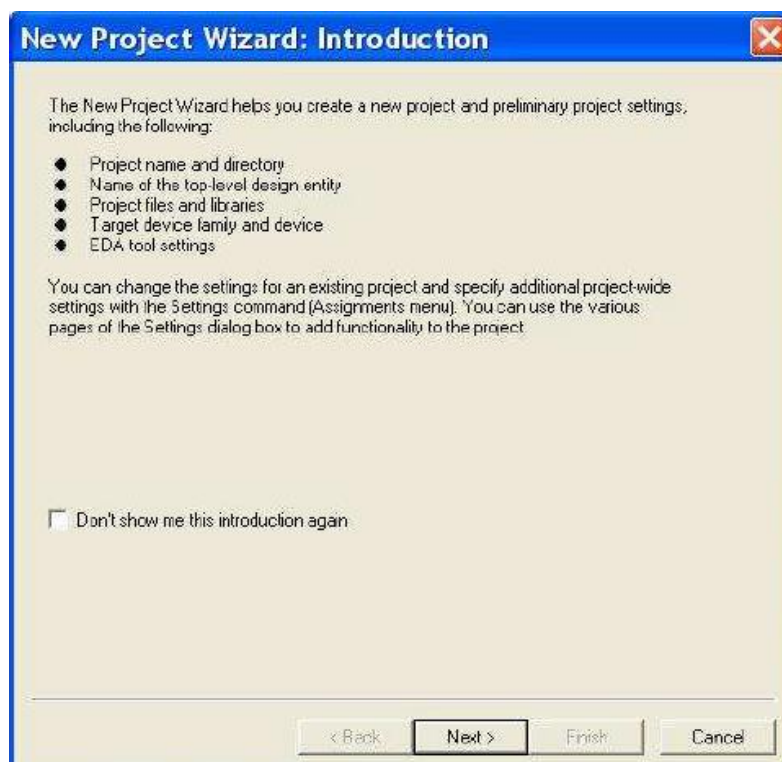 New Project Wizard: Introduction
The New Project Wizard helps you create a new project and preliminary project settings,
including the following:
Project name and directory
Name of the top-level design entity
Project files and libraries
Target device family and device
EDA tool settings
You can change the settings for an existing project and specify additional project-wide
settings with the Settings command (Assignments menu). You can use the various
pages of the Settings dialog box to add functionality to the project.
Don't show me this introduction again
< Back
Next >
Finish
Cancel